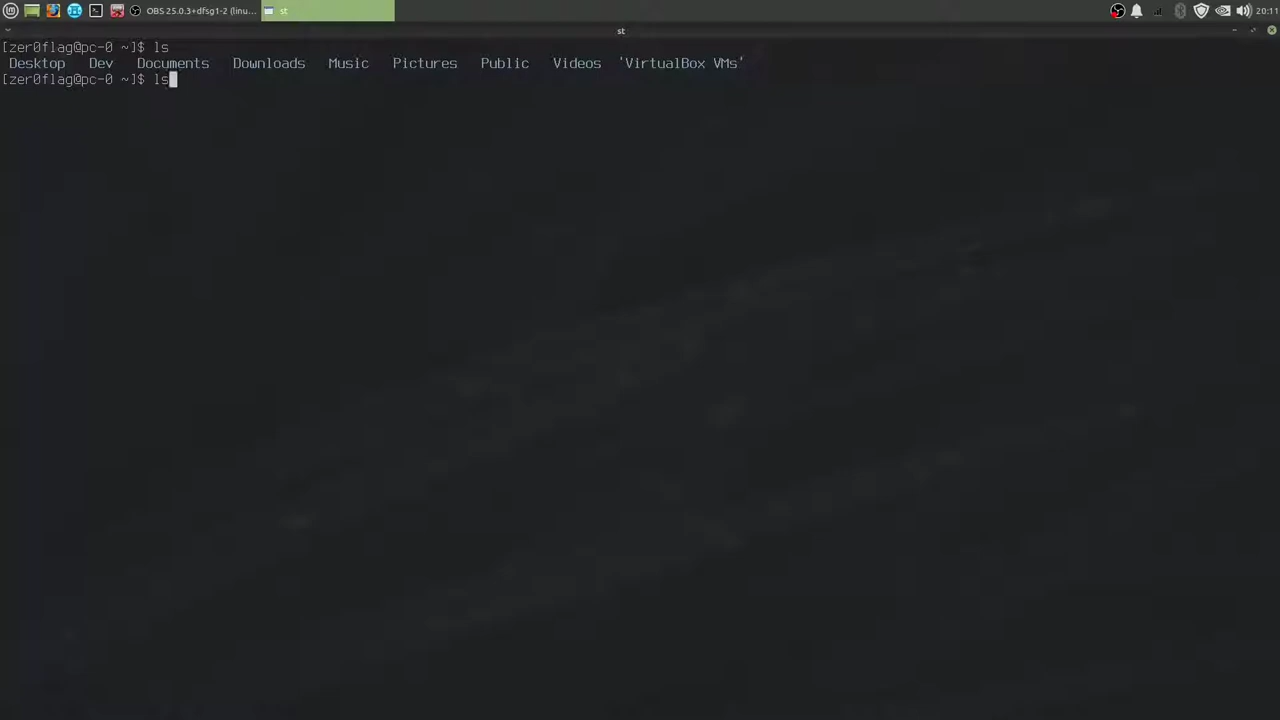 OBS 25.0.3+dfsg1-2 (linu... st 20:11
st
[zer0flag@pc-0 ~]$ ls
Desktop Dev Documents Downloads Music Pictures Public Videos 'VirtualBox VMs'
[zer0flag@pc-0 ~]$ ls